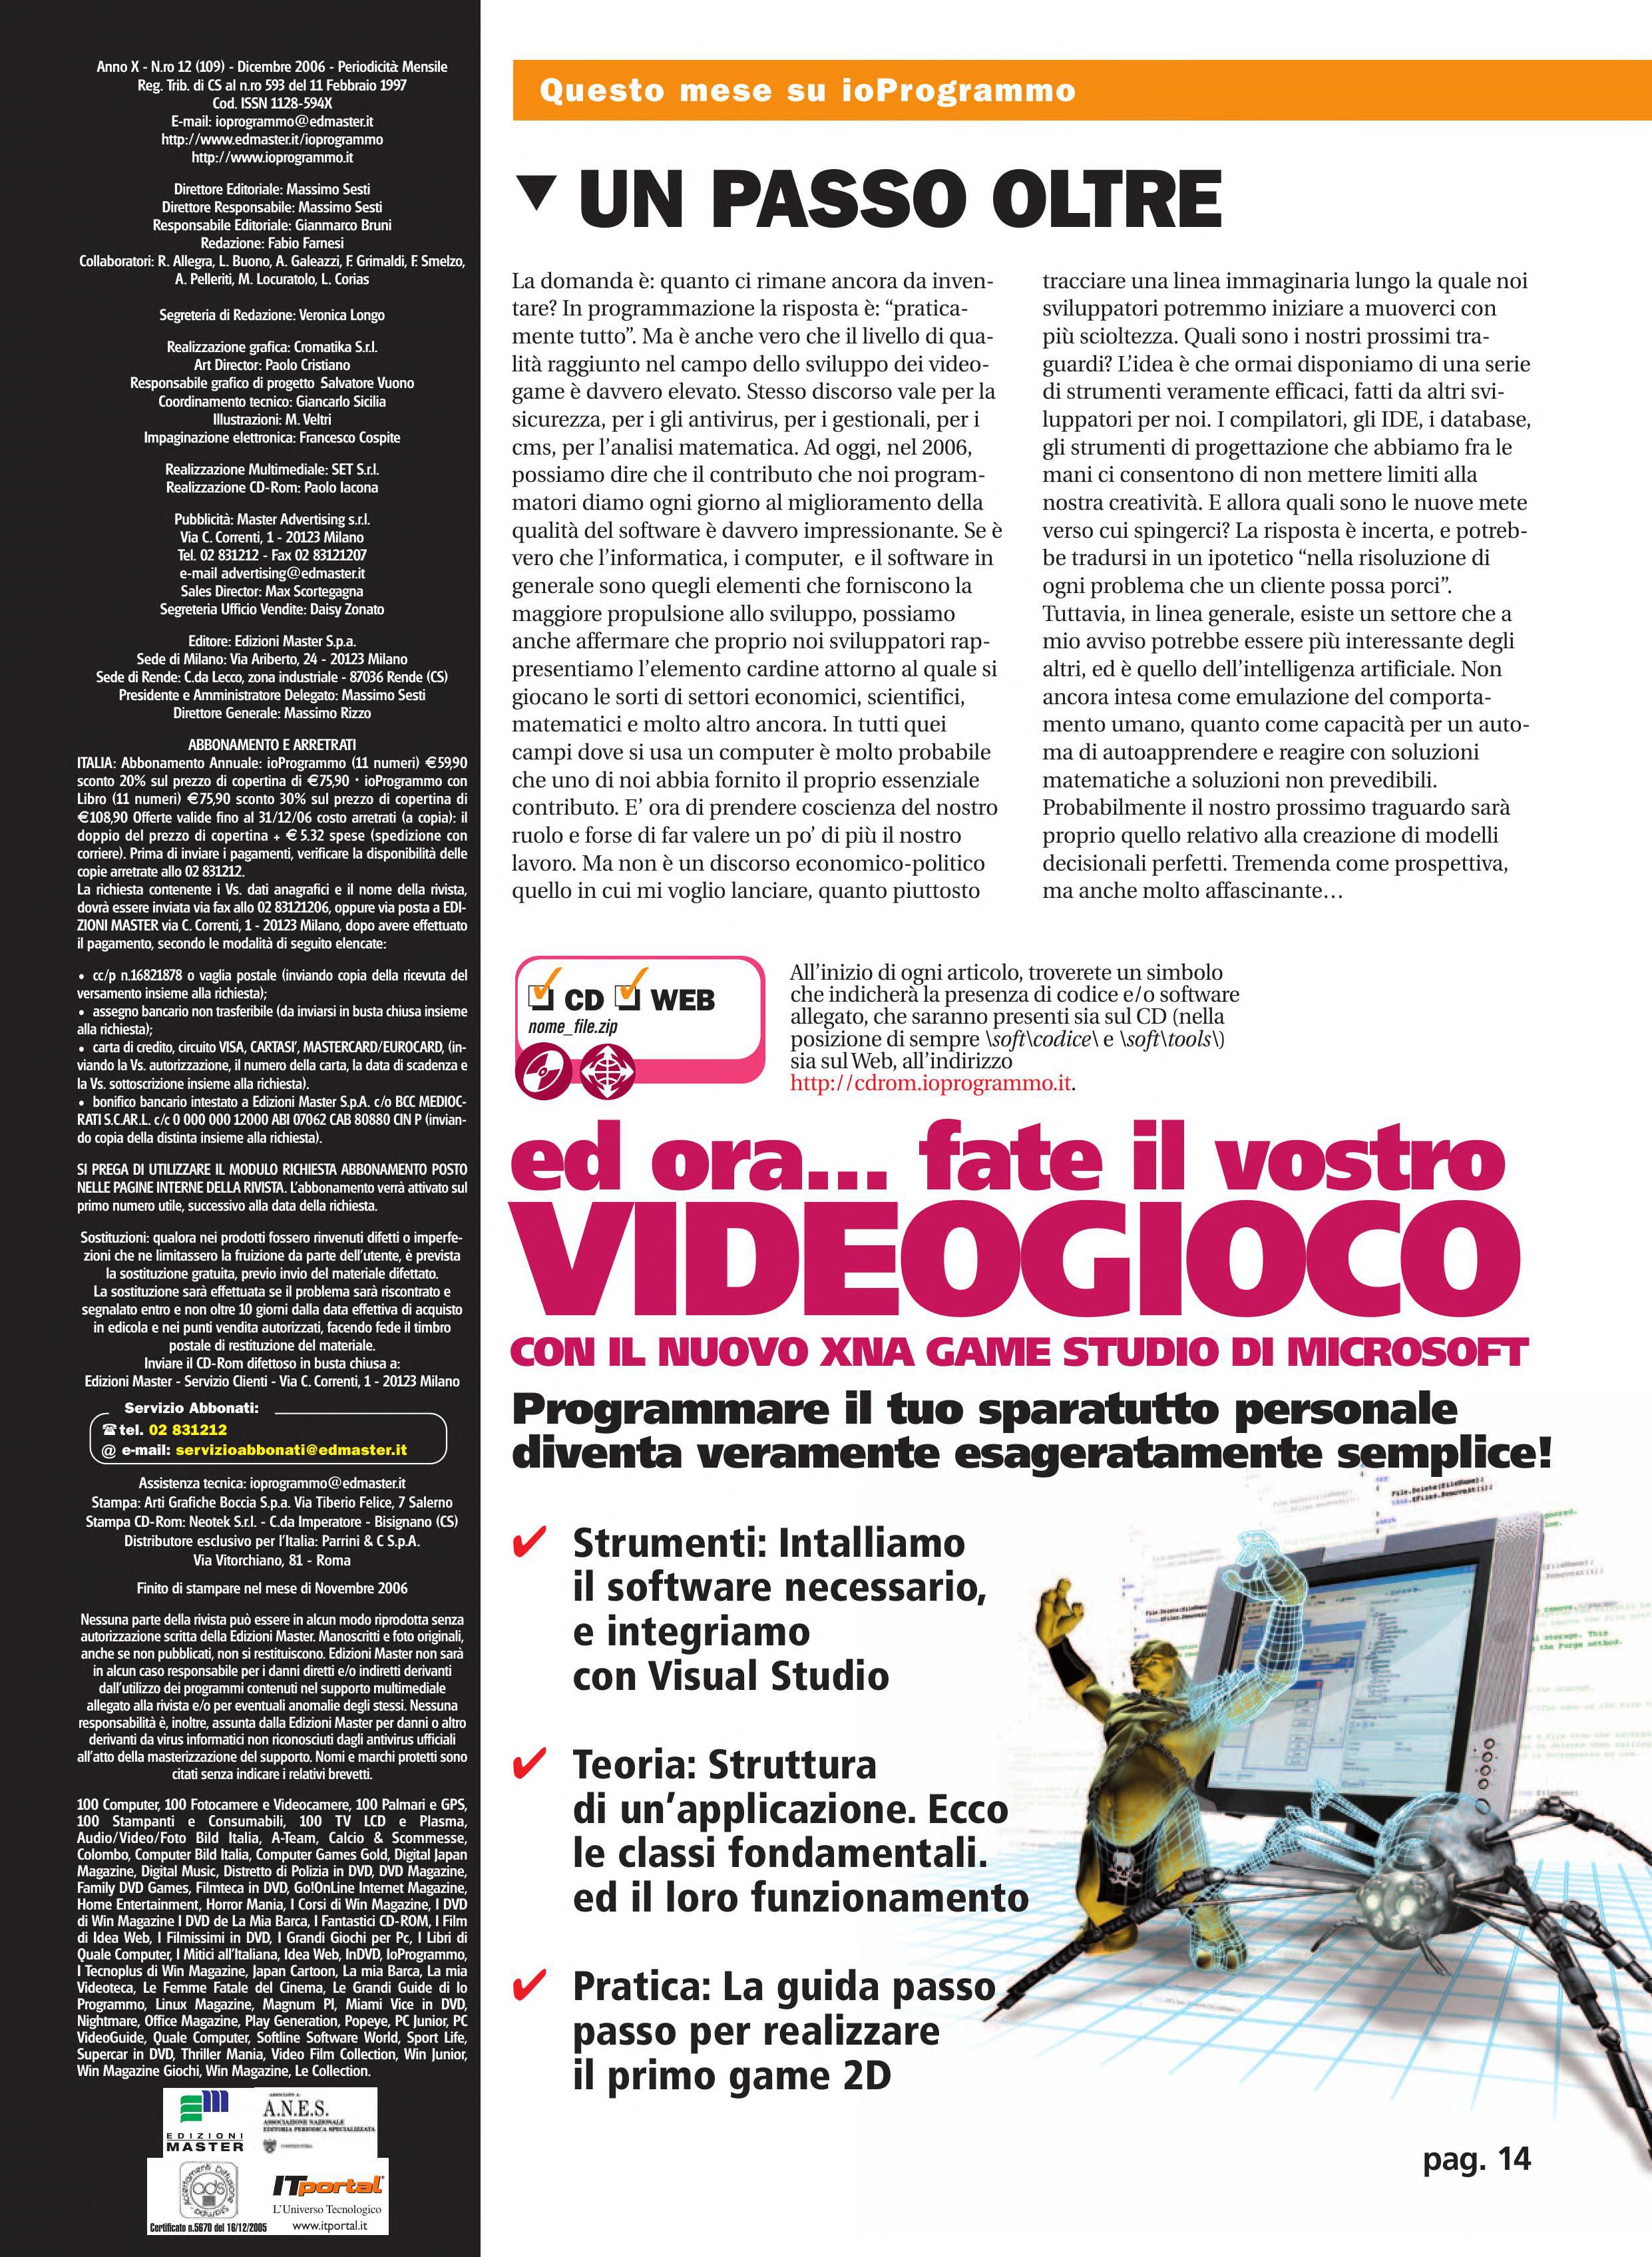 Anno X - N.ro 12 (109) - Dicembre 2006 - Periodicità: Mensile
Reg. Trib. di CS al n.ro 593 del 11 Febbraio 1997
Cod. ISSN 1128-594X
E-mail: ioprogrammo@edmaster.it
http://www.edmaster.it/ioprogrammo
http://www.ioprogrammo.it
Direttore Editoriale: Massimo Sesti
Direttore Responsabile: Massimo Sesti
Responsabile Editoriale: Gianmarco Bruni
Redazione: Fabio Farnesi
Collaboratori: R. Allegra, L. Buono, A. Galeazzi, F. Grimaldi, F. Smelzo,
A. Pelleriti, M. Locuratolo, L. Corias
Segreteria di Redazione: Veronica Longo
Realizzazione grafica: Cromatika S.r.l.
Art Director: Paolo Cristiano
Responsabile grafico di progetto Salvatore Vuono
Coordinamento tecnico: Giancarlo Sicilia
Illustrazioni: M. Veltri
Impaginazione elettronica: Francesco Cospite
Realizzazione Multimediale: SET S.r.l.
Realizzazione CD-Rom: Paolo Iacona
Pubblicità: Master Advertising s.r.l.
Via C. Correnti, 1 - 20123 Milano
Tel. 02 831212 - Fax 02 83121207
e-mail advertising@edmaster.it
Sales Director: Max Scortegagna
Segreteria Ufficio Vendite: Daisy Zonato
Editore: Edizioni Master S.p.a.
Sede di Milano: Via Ariberto, 24 - 20123 Milano
Sede di Rende: C.da Lecco, zona industriale - 87036 Rende (CS)
Presidente e Amministratore Delegato: Massimo Sesti
Direttore Generale: Massimo Rizzo
ABBONAMENTO E ARRETRATI
ITALIA: Abbonamento Annuale: ioProgrammo (11 numeri) €59,90
sconto 20% sul prezzo di copertina di €75,90 · ioProgrammo con
Libro (11 numeri) €75,90 sconto 30% sul prezzo di copertina di
€108,90 Offerte valide fino al 31/12/06 costo arretrati (a copia): il
doppio del prezzo di copertina + € 5.32 spese (spedizione con
corriere). Prima di inviare i pagamenti, verificare la disponibilità delle
copie arretrate allo 02 831212.
La richiesta contenente i Vs. dati anagrafici e il nome della rivista,
dovrà essere inviata via fax allo 02 83121206, oppure via posta a EDI-
ZIONI MASTER via C. Correnti, 1 - 20123 Milano, dopo avere effettuato
il pagamento, secondo le modalità di seguito elencate:
• cc/p n.16821878 o vaglia postale (inviando copia della ricevuta del
versamento insieme alla richiesta);
• assegno bancario non trasferibile (da inviarsi in busta chiusa insieme
alla richiesta);
• carta di credito, circuito VISA, CARTASI', MASTERCARD/EUROCARD, (in-
viando la Vs. autorizzazione, il numero della carta, la data di scadenza e
la Vs. sottoscrizione insieme alla richiesta).
• bonifico bancario intestato a Edizioni Master S.p.A. c/o BCC MEDIOC-
RATI S.C.AR.L. c/c 0 000 000 12000 ABI 07062 CAB 80880 CIN P (invian-
do copia della distinta insieme alla richiesta).
SI PREGA DI UTILIZZARE IL MODULO RICHIESTA ABBONAMENTO POSTO
NELLE PAGINE INTERNE DELLA RIVISTA. L'abbonamento verrà attivato sul
primo numero utile, successivo alla data della richiesta.
Sostituzioni: qualora nei prodotti fossero rinvenuti difetti o imperfe-
zioni che ne limitassero la fruizione da parte dell'utente, è prevista
la sostituzione gratuita, previo invio del materiale difettato.
La sostituzione sarà effettuata se il problema sarà riscontrato e
segnalato entro e non oltre 10 giorni dalla data effettiva di acquisto
in edicola e nei punti vendita autorizzati, facendo fede il timbro
postale di restituzione del materiale.
Inviare il CD-Rom difettoso in busta chiusa a:
Edizioni Master - Servizio Clienti - Via C. Correnti, 1 - 20123 Milano
Servizio Abbonati:
☎ tel. 02 831212
@ e-mail: servizioabbonati@edmaster.it
Assistenza tecnica: ioprogrammo@edmaster.it
Stampa: Arti Grafiche Boccia S.p.a. Via Tiberio Felice, 7 Salerno
Stampa CD-Rom: Neotek S.r.l. - C.da Imperatore - Bisignano (CS)
Distributore esclusivo per l'Italia: Parrini & C S.p.A.
Via Vitorchiano, 81 - Roma
Finito di stampare nel mese di Novembre 2006
Nessuna parte della rivista può essere in alcun modo riprodotta senza
autorizzazione scritta della Edizioni Master. Manoscritti e foto originali,
anche se non pubblicati, non si restituiscono. Edizioni Master non sarà
in alcun caso responsabile per i danni diretti e/o indiretti derivanti
dall'utilizzo dei programmi contenuti nel supporto multimediale
allegato alla rivista e/o per eventuali anomalie degli stessi. Nessuna
responsabilità è, inoltre, assunta dalla Edizioni Master per danni o altro
derivanti da virus informatici non riconosciuti dagli antivirus ufficiali
all'atto della masterizzazione del supporto. Nomi e marchi protetti sono
citati senza indicare i relativi brevetti.
100 Computer, 100 Fotocamere e Videocamere, 100 Palmari e GPS,
100 Stampanti e Consumabili, 100 TV LCD e Plasma,
Audio/Video/Foto Bild Italia, A-Team, Calcio & Scommesse,
Colombo, Computer Bild Italia, Computer Games Gold, Digital Japan
Magazine, Digital Music, Distretto di Polizia in DVD, DVD Magazine,
Family DVD Games, Filmteca in DVD, Go!OnLine Internet Magazine,
Home Entertainment, Horror Mania, I Corsi di Win Magazine, I DVD
di Win Magazine I DVD de La Mia Barca, I Fantastici CD-ROM, I Film
di Idea Web, I Filmissimi in DVD, I Grandi Giochi per Pc, I Libri di
Quale Computer, I Mitici all'Italiana, Idea Web, InDVD, IoProgrammo,
I Tecnoplus di Win Magazine, Japan Cartoon, La mia Barca, La mia
Videoteca, Le Femme Fatale del Cinema, Le Grandi Guide di Io
Programmo, Linux Magazine, Magnum PI, Miami Vice in DVD,
Nightmare, Office Magazine, Play Generation, Popeye, PC Junior, PC
VideoGuide, Quale Computer, Softline Software World, Sport Life,
Supercar in DVD, Thriller Mania, Video Film Collection, Win Junior,
Win Magazine Giochi, Win Magazine, Le Collection.
EDIZIONI
MASTER
ASSOCIATO A:
A.N.E.S.
ASSOCIAZIONE NAZIONALE
EDITORIA PERIODICA SPECIALIZZATA
ads
Certificato n.5670 del 16/12/2005
ITportal
L'Universo Tecnologico
www.itportal.it
Questo mese su ioProgrammo
▼ UN PASSO OLTRE
La domanda è: quanto ci rimane ancora da inven-
tare? In programmazione la risposta è: “pratica-
mente tutto”. Ma è anche vero che il livello di qua-
lità raggiunto nel campo dello sviluppo dei video-
game è davvero elevato. Stesso discorso vale per la
sicurezza, per i gli antivirus, per i gestionali, per i
cms, per l'analisi matematica. Ad oggi, nel 2006,
possiamo dire che il contributo che noi program-
matori diamo ogni giorno al miglioramento della
qualità del software è davvero impressionante. Se è
vero che l'informatica, i computer, e il software in
generale sono quegli elementi che forniscono la
maggiore propulsione allo sviluppo, possiamo
anche affermare che proprio noi sviluppatori rap-
presentiamo l'elemento cardine attorno al quale si
giocano le sorti di settori economici, scientifici,
matematici e molto altro ancora. In tutti quei
campi dove si usa un computer è molto probabile
che uno di noi abbia fornito il proprio essenziale
contributo. E' ora di prendere coscienza del nostro
ruolo e forse di far valere un po' di più il nostro
lavoro. Ma non è un discorso economico-politico
quello in cui mi voglio lanciare, quanto piuttosto
tracciare una linea immaginaria lungo la quale noi
sviluppatori potremmo iniziare a muoverci con
più scioltezza. Quali sono i nostri prossimi tra-
guardi? L'idea è che ormai disponiamo di una serie
di strumenti veramente efficaci, fatti da altri svi-
luppatori per noi. I compilatori, gli IDE, i database,
gli strumenti di progettazione che abbiamo fra le
mani ci consentono di non mettere limiti alla
nostra creatività. E allora quali sono le nuove mete
verso cui spingerci? La risposta è incerta, e potreb-
be tradursi in un ipotetico “nella risoluzione di
ogni problema che un cliente possa porci”.
Tuttavia, in linea generale, esiste un settore che a
mio avviso potrebbe essere più interessante degli
altri, ed è quello dell'intelligenza artificiale. Non
ancora intesa come emulazione del comporta-
mento umano, quanto come capacità per un auto-
ma di autoapprendere e reagire con soluzioni
matematiche a soluzioni non prevedibili.
Probabilmente il nostro prossimo traguardo sarà
proprio quello relativo alla creazione di modelli
decisionali perfetti. Tremenda come prospettiva,
ma anche molto affascinante…
CD WEB
nome_file.zip
All'inizio di ogni articolo, troverete un simbolo
che indicherà la presenza di codice e/o software
allegato, che saranno presenti sia sul CD (nella
posizione di sempre \soft\codice\ e \soft\tools\)
sia sul Web, all'indirizzo
http://cdrom.ioprogrammo.it.
ed ora... fate il vostro
VIDEOGIOCO
CON IL NUOVO XNA GAME STUDIO DI MICROSOFT
Programmare il tuo sparatutto personale
diventa veramente esageratamente semplice!
✔ Strumenti: Intalliamo
il software necessario,
e integriamo
con Visual Studio
✔ Teoria: Struttura
di un'applicazione. Ecco
le classi fondamentali.
ed il loro funzionamento
✔ Pratica: La guida passo
passo per realizzare
il primo game 2D
pag. 14